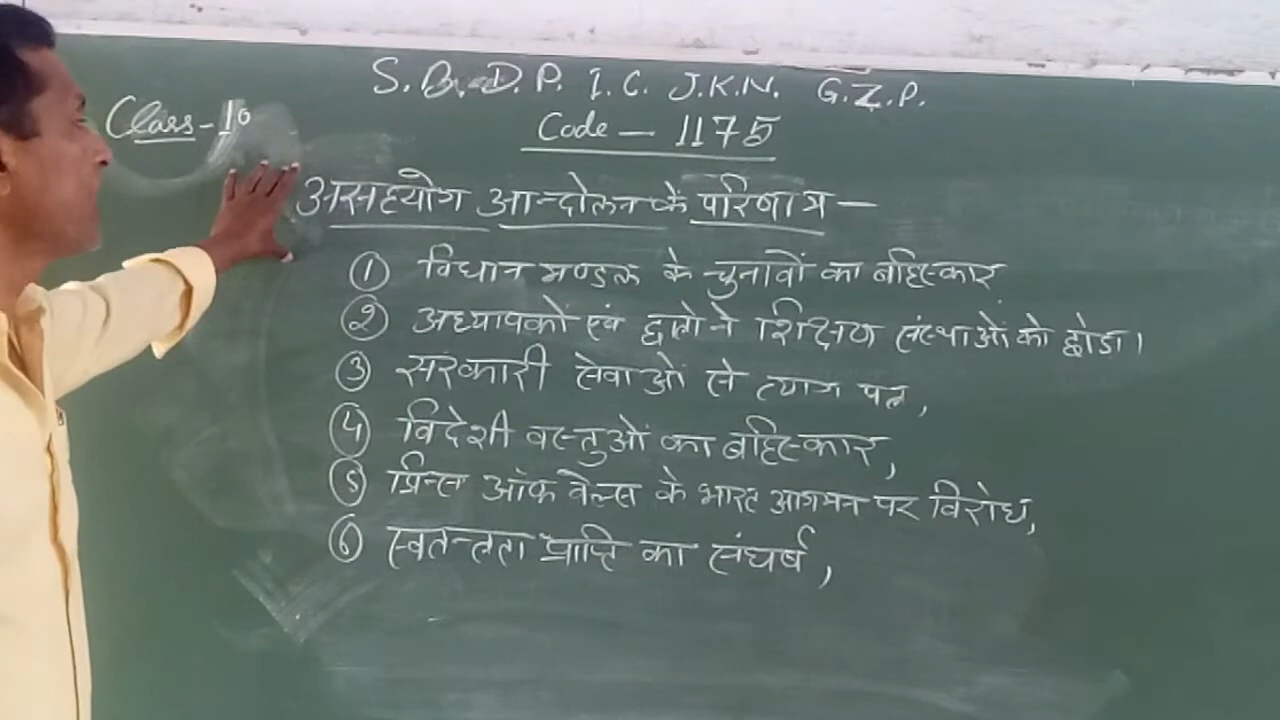 S. B. D. P. I. C. J.K.N. G.Z.P.
Class - 10
Code - 1175
असहयोग आन्दोलन के परिणाम -
① विधान मण्डल के चुनावों का बहिस्कार
② अध्यापकों एवं छात्रों ने शिक्षण संस्थाओं को छोडा।
③ सरकारी सेवाओं से त्याग पत्र,
④ विदेशी वस्तुओं का बहिस्कार,
⑤ प्रिन्स ऑफ वेल्स के भारत आगमन पर विरोध,
⑥ स्वतन्त्रता प्राप्ति का संघर्ष,